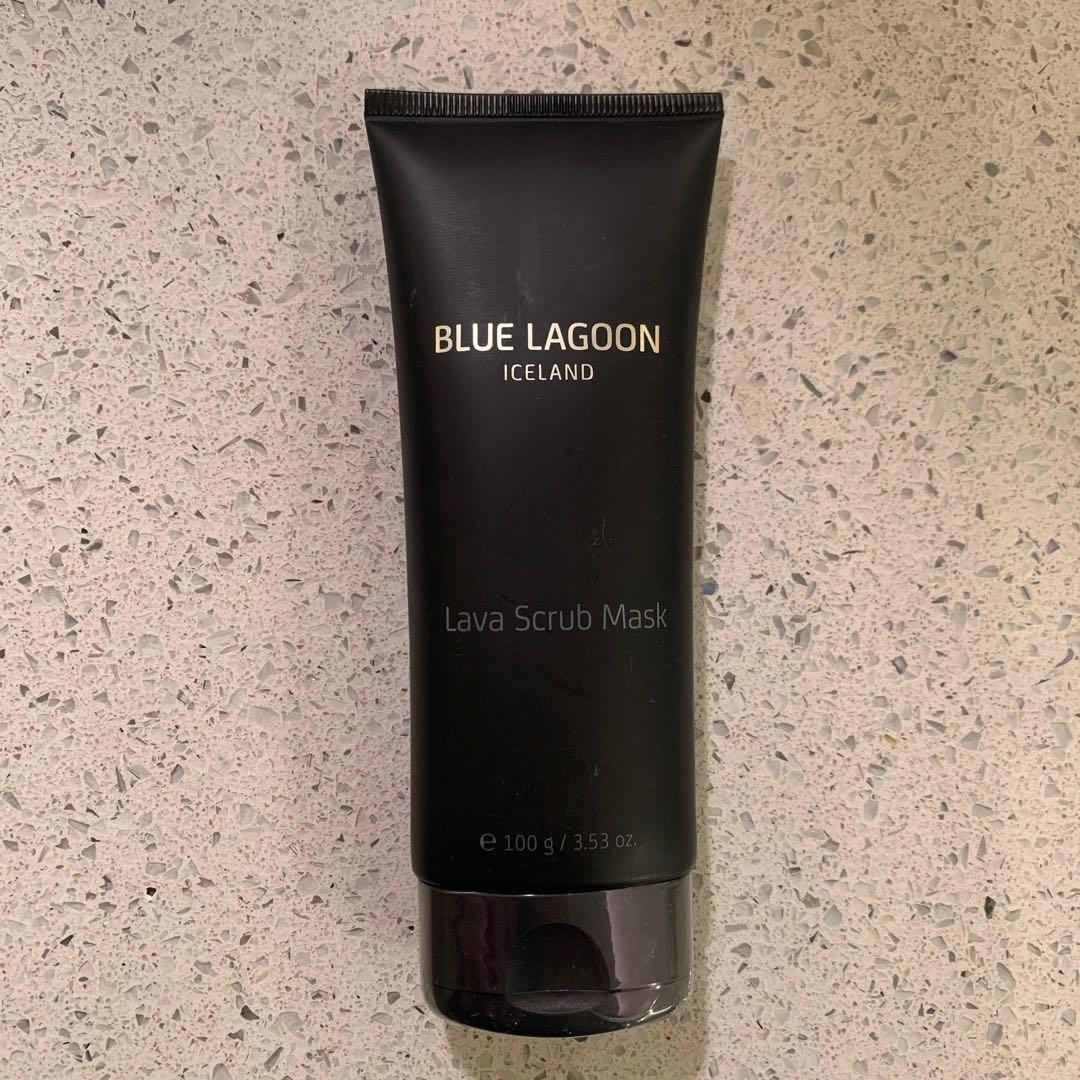 BLUE LAGOON
ICELAND
Lava Scrub Mask
℮ 100 g / 3.53 oz.